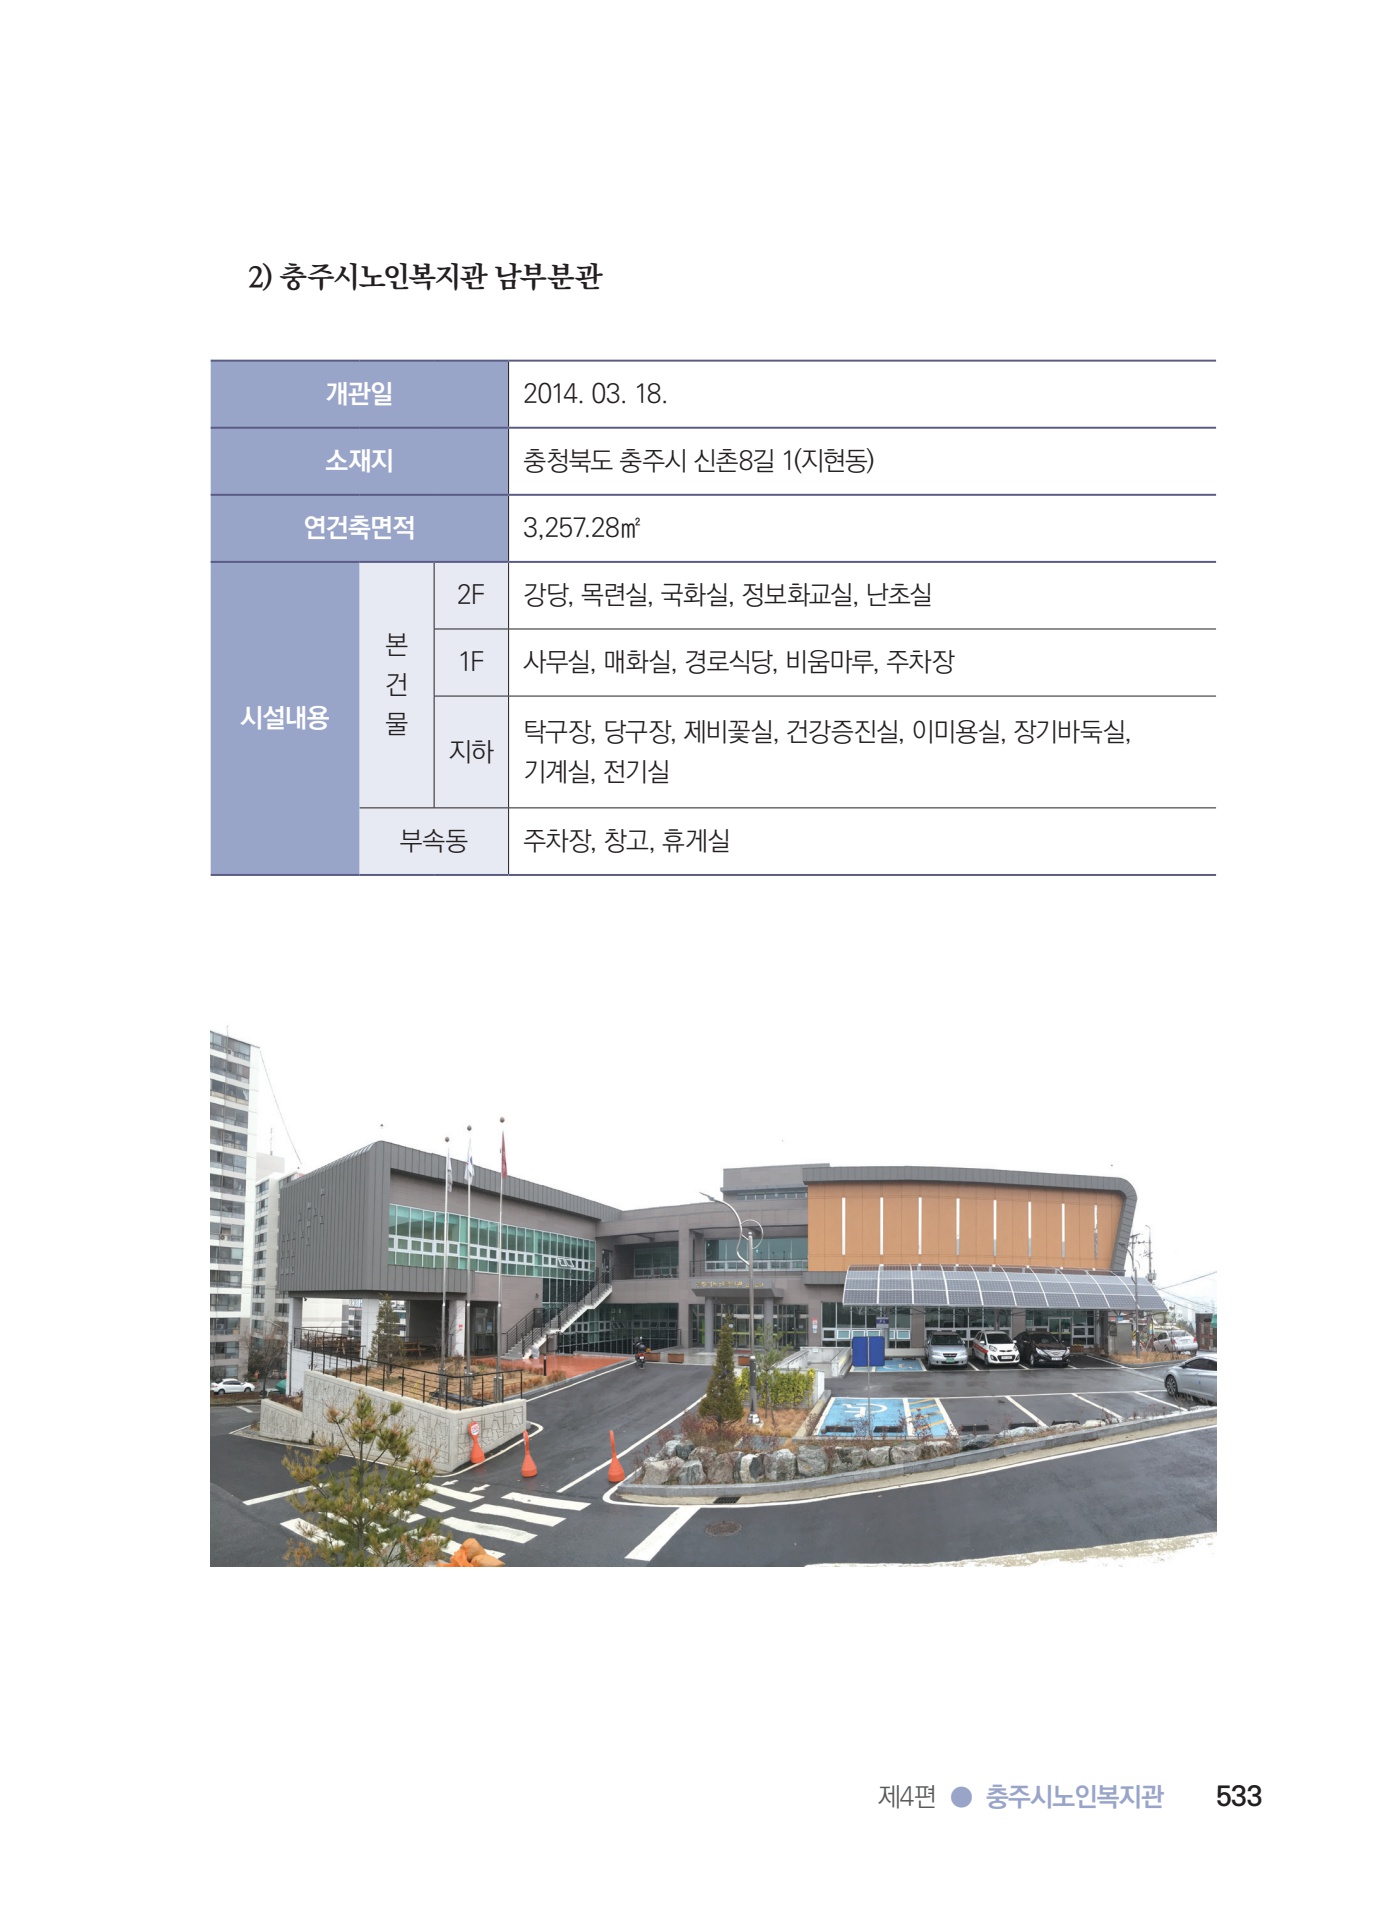 2) 충주시노인복지관 남부분관
개관일 2014. 03. 18.
소재지 충청북도 충주시 신촌8길 1(지현동)
연건축면적 3,257.28㎡
시설내용
본건물
2F 강당, 목련실, 국화실, 정보화교실, 난초실
1F 사무실, 매화실, 경로식당, 비움마루, 주차장
지하 탁구장, 당구장, 제비꽃실, 건강증진실, 이미용실, 장기바둑실,
기계실, 전기실
부속동 주차장, 창고, 휴게실
제4편 ● 충주시노인복지관 533